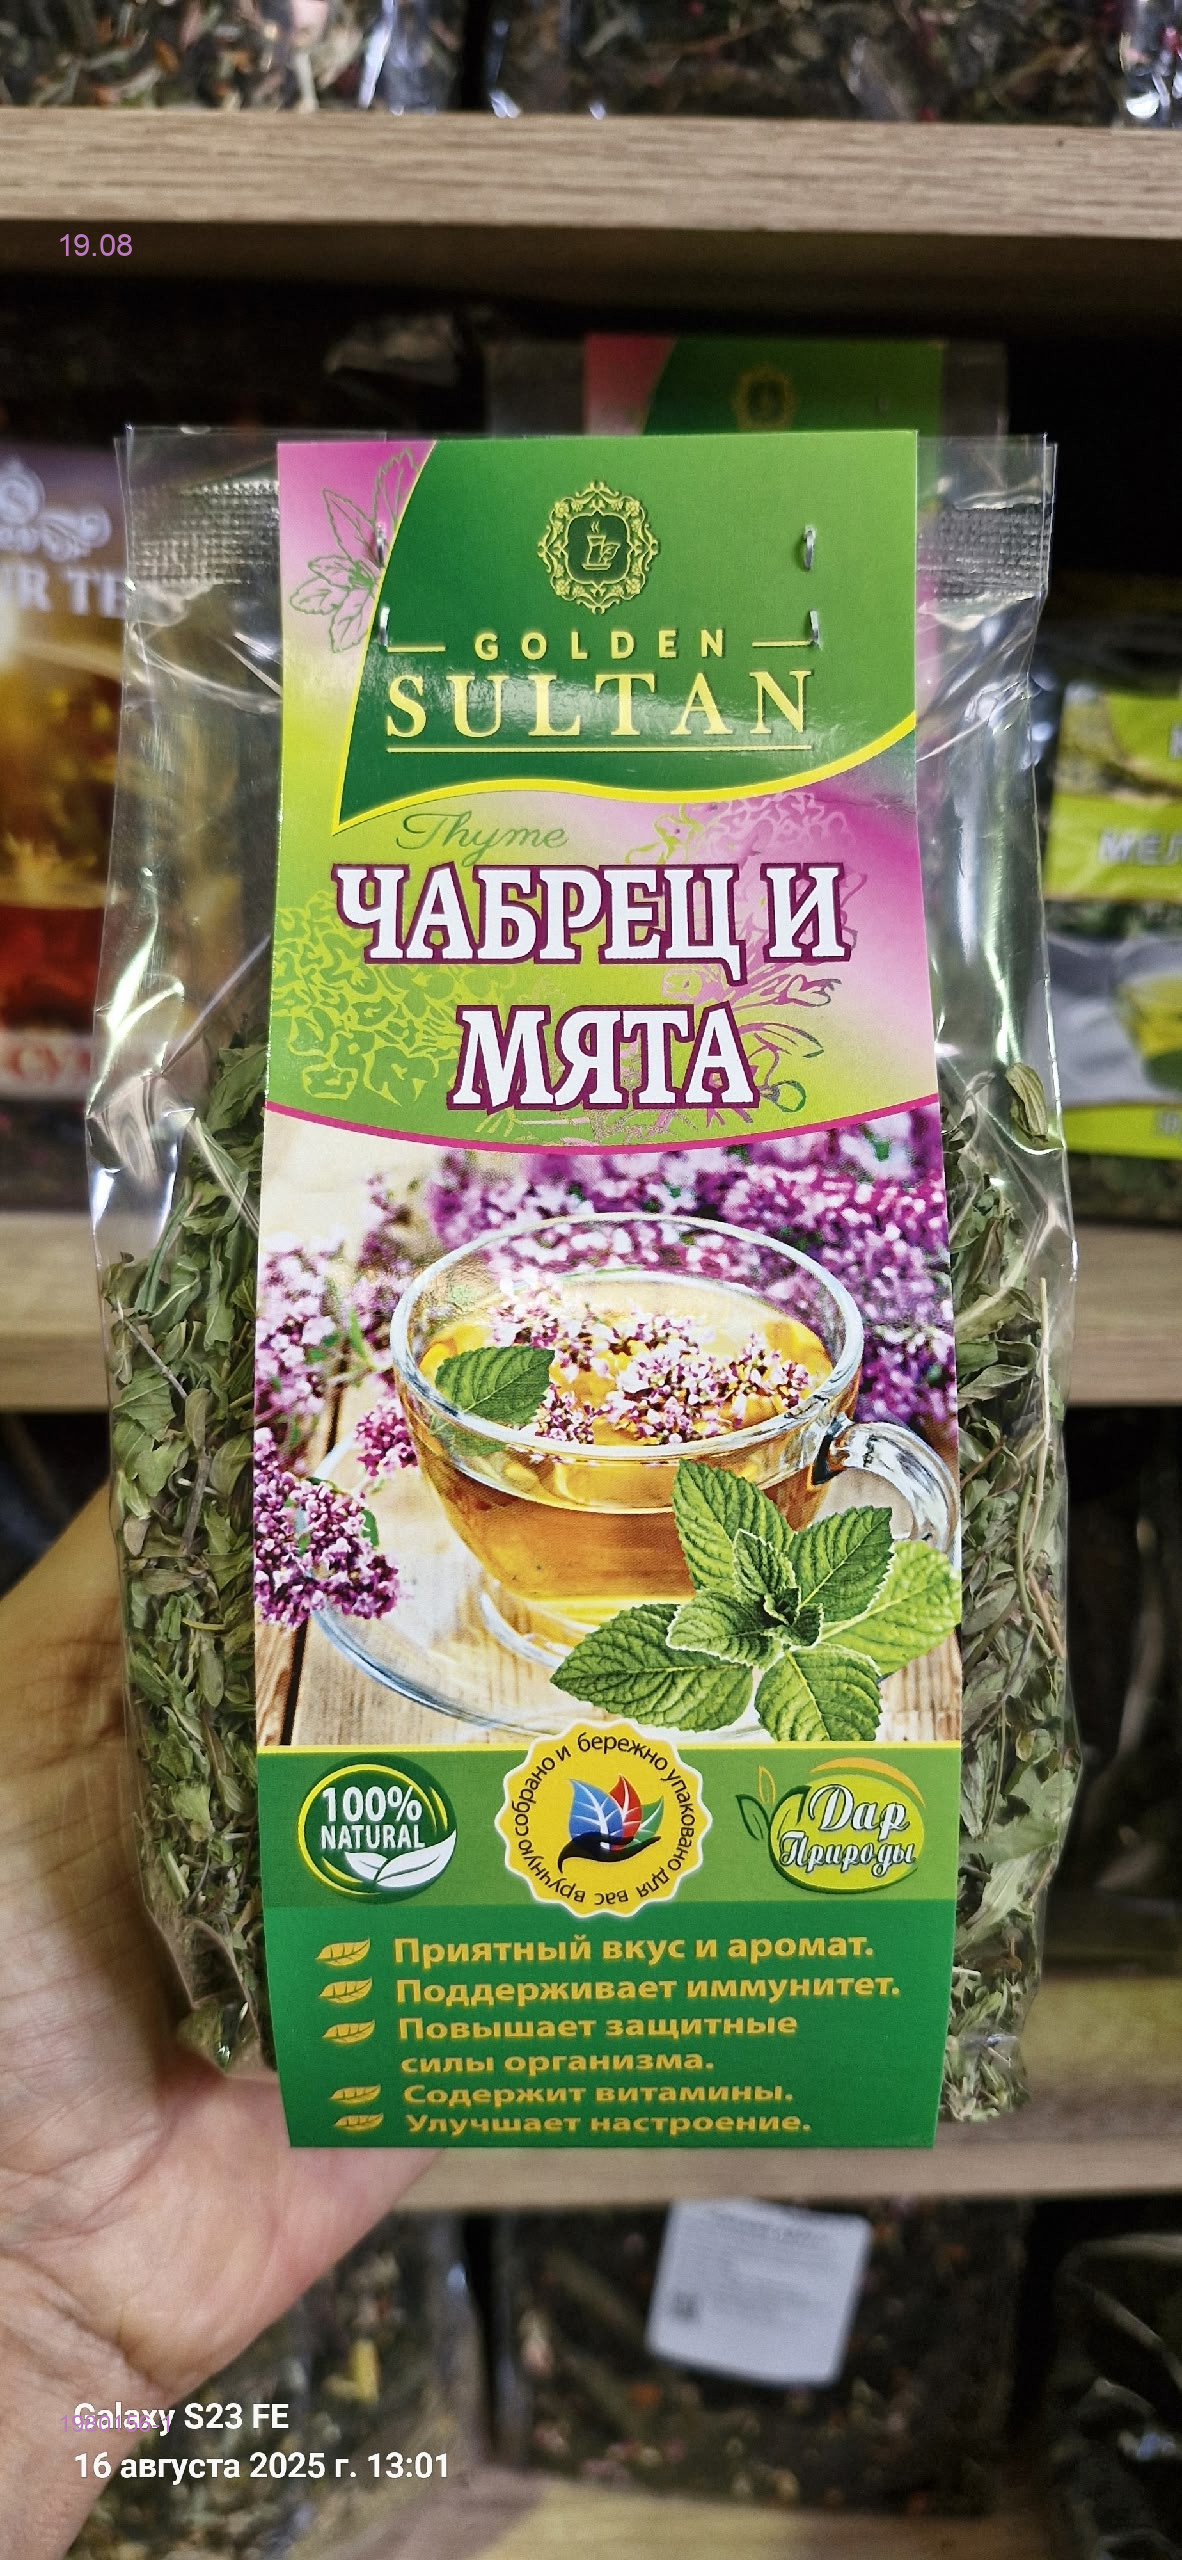 19.08
GOLDEN
SULTAN
Thyme
ЧАБРЕЦ И
МЯТА
100%
NATURAL
вручную собрано и бережно упаковано для вас
Дар
Природы
Приятный вкус и аромат.
Поддерживает иммунитет.
Повышает защитные
силы организма.
Содержит витамины.
Улучшает настроение.
Galaxy S23 FE
1980156-1
16 августа 2025 г. 13:01